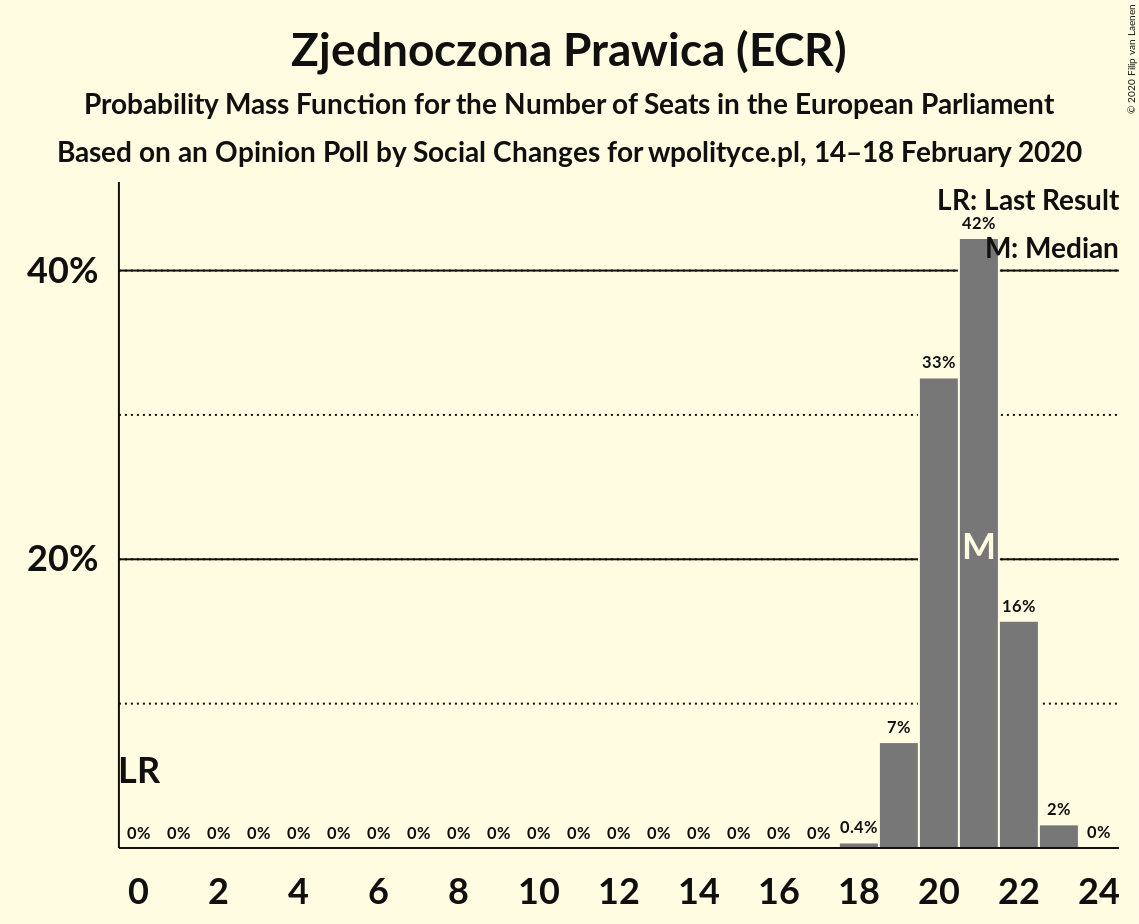 Zjednoczona Prawica (ECR)
Probability Mass Function for the Number of Seats in the European Parliament
Based on an Opinion Poll by Social Changes for wpolityce.pl, 14–18 February 2020
© 2020 Filip van Laenen
LR: Last Result
42%
M: Median
40%
33%
20%
M
16%
7%
LR
0% 0% 0% 0% 0% 0% 0% 0% 0% 0% 0% 0% 0% 0% 0% 0% 0% 0% 0.4% 2% 0%
0 2 4 6 8 10 12 14 16 18 20 22 24